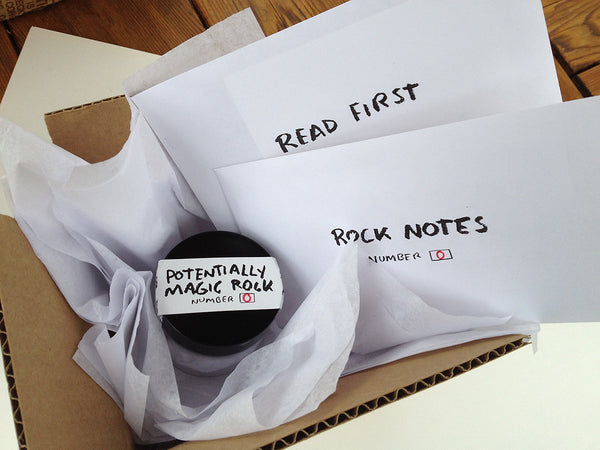 READ FIRST
ROCK NOTES
NUMBER 0
POTENTIALLY
MAGIC ROCK
NUMBER 0